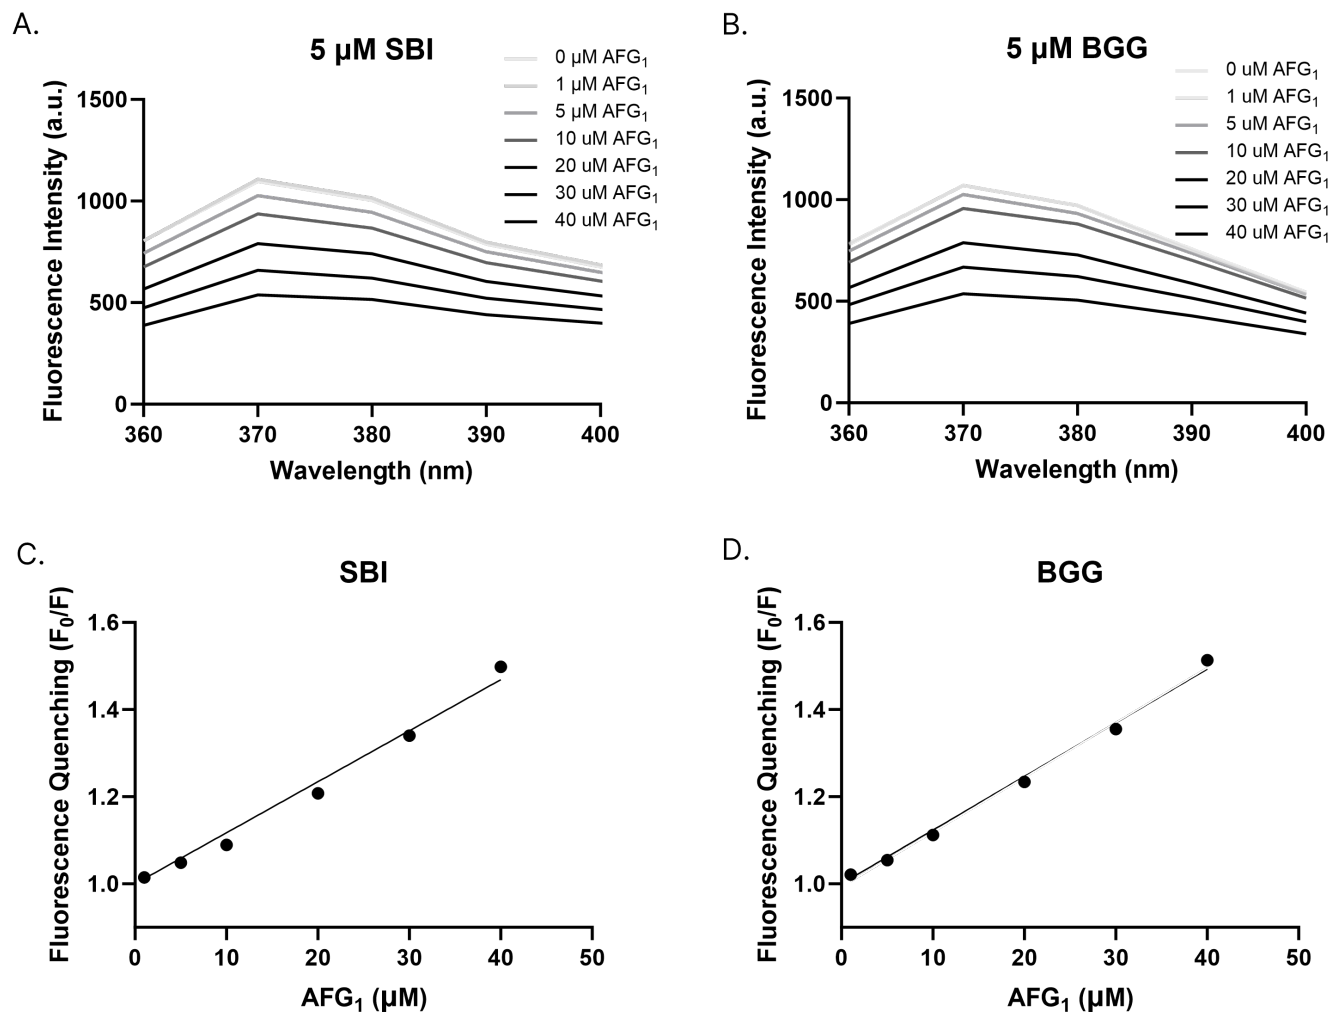 A.
5 µM SBI
0 µM AFG₁
1 µM AFG₁
5 µM AFG₁
10 uM AFG₁
20 uM AFG₁
30 uM AFG₁
40 uM AFG₁
Fluorescence Intensity (a.u.)
1500
1000
500
0
360 370 380 390 400
Wavelength (nm)
B.
5 µM BGG
0 uM AFG₁
1 uM AFG₁
5 uM AFG₁
10 uM AFG₁
20 uM AFG₁
30 uM AFG₁
40 uM AFG₁
Fluorescence Intensity (a.u.)
1500
1000
500
0
360 370 380 390 400
Wavelength (nm)
C.
SBI
Fluorescence Quenching (F₀/F)
1.6
1.4
1.2
1.0
0 10 20 30 40 50
AFG₁ (µM)
D.
BGG
Fluorescence Quenching (F₀/F)
1.6
1.4
1.2
1.0
0 10 20 30 40 50
AFG₁ (µM)